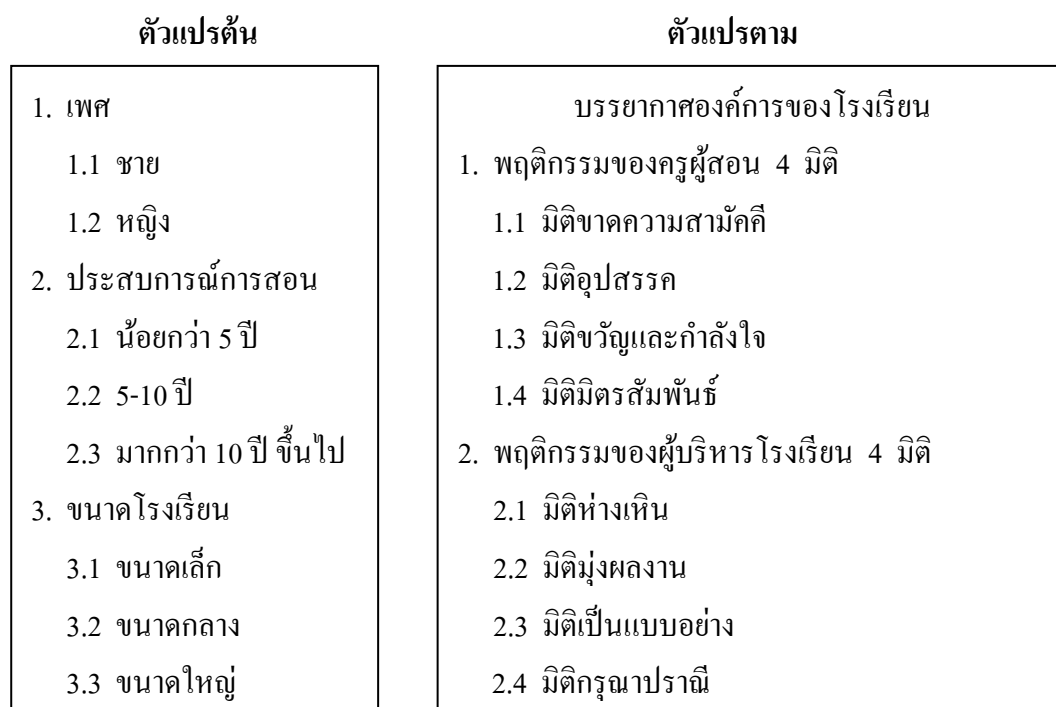 ตัวแปรต้น
1. เพศ
1.1 ชาย
1.2 หญิง
2. ประสบการณ์การสอน
2.1 น้อยกว่า 5 ปี
2.2 5-10 ปี
2.3 มากกว่า 10 ปี ขึ้นไป
3. ขนาดโรงเรียน
3.1 ขนาดเล็ก
3.2 ขนาดกลาง
3.3 ขนาดใหญ่
ตัวแปรตาม
บรรยากาศองค์การของโรงเรียน
1. พฤติกรรมของครูผู้สอน 4 มิติ
1.1 มิติขาดความสามัคคี
1.2 มิติอุปสรรค
1.3 มิติขวัญและกำลังใจ
1.4 มิติมิตรสัมพันธ์
2. พฤติกรรมของผู้บริหารโรงเรียน 4 มิติ
2.1 มิติห่างเหิน
2.2 มิติมุ่งผลงาน
2.3 มิติเป็นแบบอย่าง
2.4 มิติกรุณาปราณี